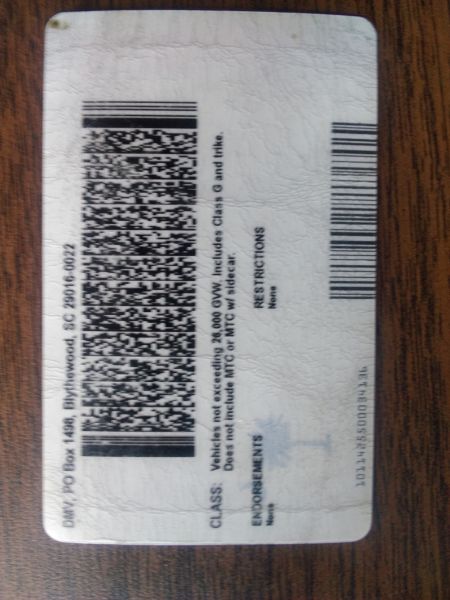 DMV, PO Box 1498, Blythewood, SC 29016-0022
CLASS: Vehicles not exceeding 26,000 GVW. Includes Class G and trike.
Does not include MTC or MTC w/ sidecar.
ENDORSEMENTS RESTRICTIONS
None None
1011425500034136